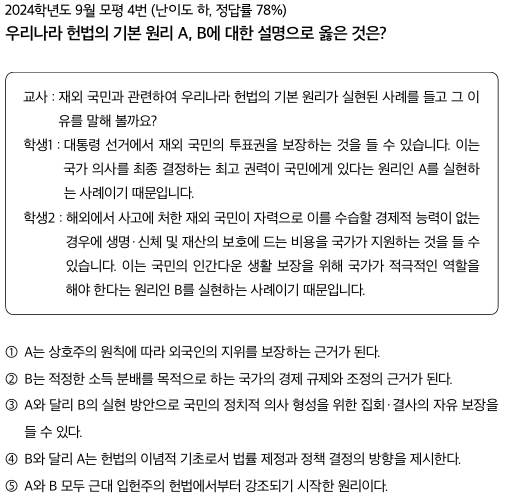 2024학년도 9월 모평 4번 (난이도 하, 정답률 78%)
우리나라 헌법의 기본 원리 A, B에 대한 설명으로 옳은 것은?
교사 : 재외 국민과 관련하여 우리나라 헌법의 기본 원리가 실현된 사례를 들고 그 이
유를 말해 볼까요?
학생1 : 대통령 선거에서 재외 국민의 투표권을 보장하는 것을 들 수 있습니다. 이는
국가 의사를 최종 결정하는 최고 권력이 국민에게 있다는 원리인 A를 실현하
는 사례이기 때문입니다.
학생2 : 해외에서 사고에 처한 재외 국민이 자력으로 이를 수습할 경제적 능력이 없는
경우에 생명·신체 및 재산의 보호에 드는 비용을 국가가 지원하는 것을 들 수
있습니다. 이는 국민의 인간다운 생활 보장을 위해 국가가 적극적인 역할을
해야 한다는 원리인 B를 실현하는 사례이기 때문입니다.
① A는 상호주의 원칙에 따라 외국인의 지위를 보장하는 근거가 된다.
② B는 적정한 소득 분배를 목적으로 하는 국가의 경제 규제와 조정의 근거가 된다.
③ A와 달리 B의 실현 방안으로 국민의 정치적 의사 형성을 위한 집회·결사의 자유 보장을
들 수 있다.
④ B와 달리 A는 헌법의 이념적 기초로서 법률 제정과 정책 결정의 방향을 제시한다.
⑤ A와 B 모두 근대 입헌주의 헌법에서부터 강조되기 시작한 원리이다.